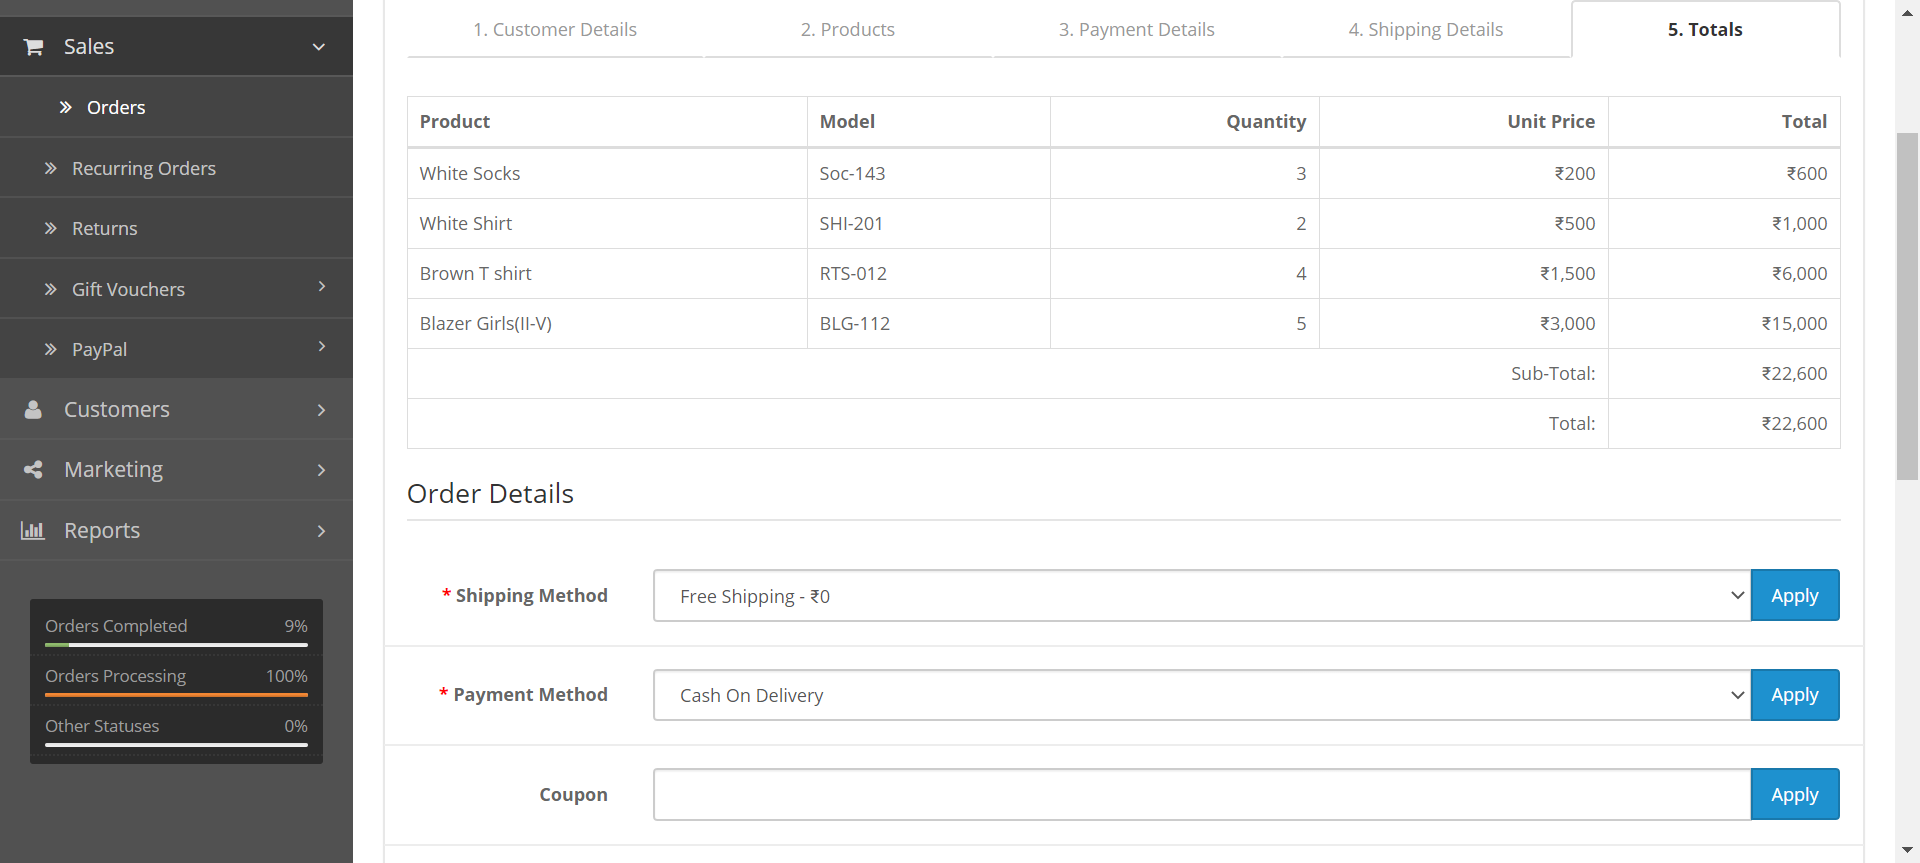 Sales
Orders
Recurring Orders
Returns
Gift Vouchers
PayPal
Customers
Marketing
Reports
Orders Completed 9%
Orders Processing 100%
Other Statuses 0%
1. Customer Details 2. Products 3. Payment Details 4. Shipping Details 5. Totals
Product Model Quantity Unit Price Total
White Socks Soc-143 3 ₹200 ₹600
White Shirt SHI-201 2 ₹500 ₹1,000
Brown T shirt RTS-012 4 ₹1,500 ₹6,000
Blazer Girls(II-V) BLG-112 5 ₹3,000 ₹15,000
Sub-Total: ₹22,600
Total: ₹22,600
Order Details
* Shipping Method Free Shipping - ₹0 Apply
* Payment Method Cash On Delivery Apply
Coupon Apply